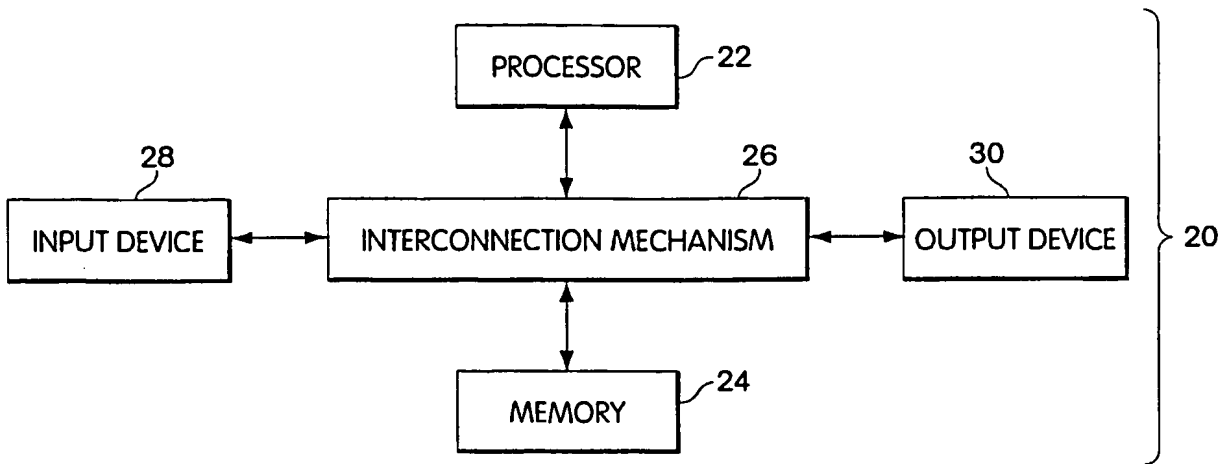 PROCESSOR
22
28
26
30
INPUT DEVICE
INTERCONNECTION MECHANISM
OUTPUT DEVICE
20
MEMORY
24